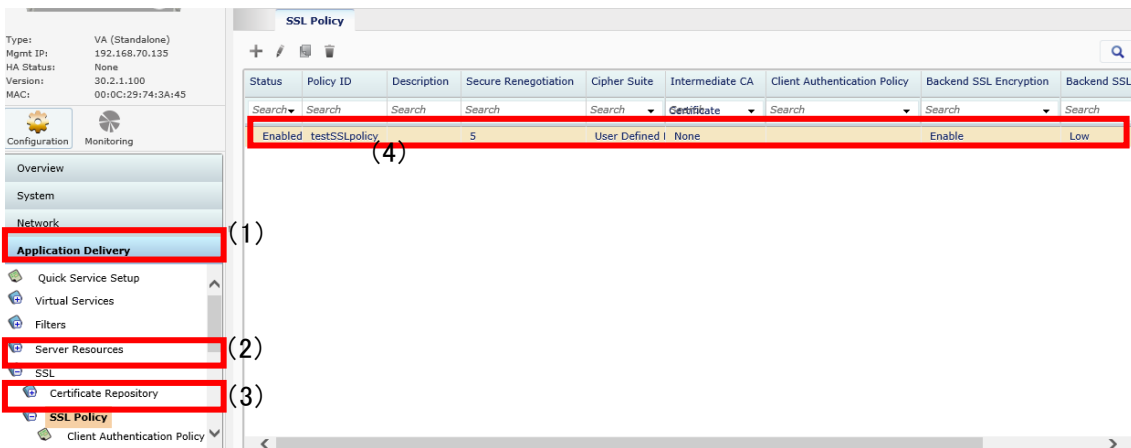 Type: VA (Standalone)
Mgmt IP: 192.168.70.135
HA Status: None
Version: 30.2.1.100
MAC: 00:0C:29:74:3A:45
Configuration Monitoring
Overview
System
Network
(1)
Application Delivery
Quick Service Setup
Virtual Services
Filters
Server Resources
(2)
SSL
Certificate Repository
(3)
SSL Policy
Client Authentication Policy
SSL Policy
Status Policy ID Description Secure Renegotiation Cipher Suite Intermediate CA Client Authentication Policy Backend SSL Encryption Backend SSL
Search Search Search Search Search Certificate Search Search Search
Enabled testSSLpolicy 5 User Defined None Enable Low
(4)